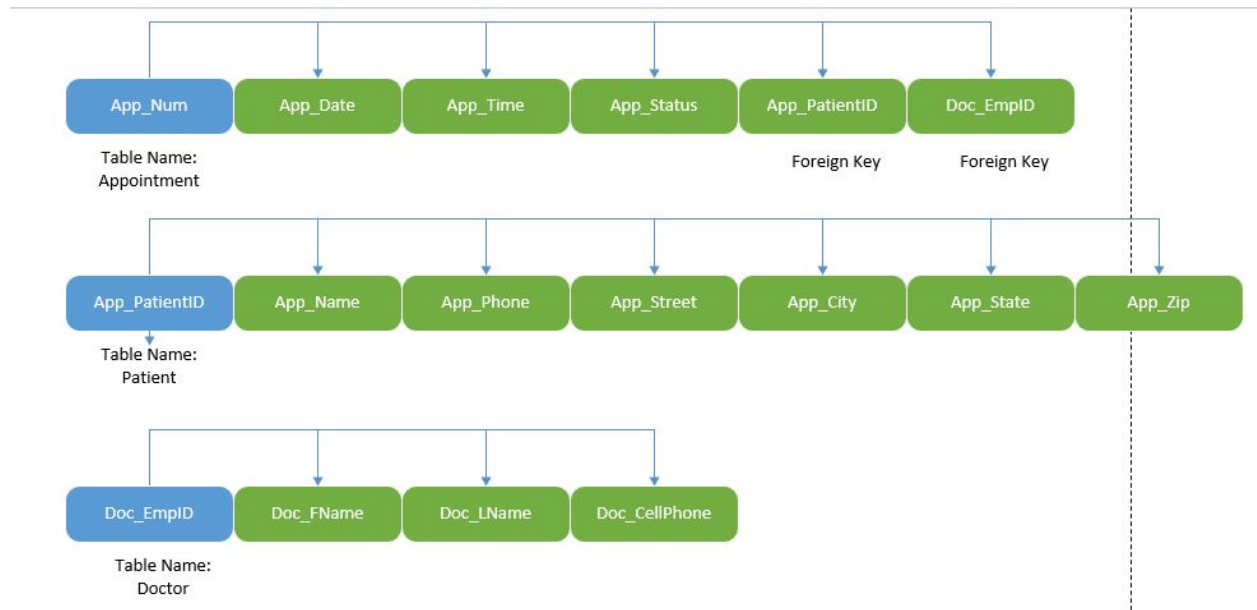 App_Num App_Date App_Time App_Status App_PatientID Doc_EmpID
Table Name:
Appointment
Foreign Key Foreign Key
App_PatientID App_Name App_Phone App_Street App_City App_State App_Zip
Table Name:
Patient
Doc_EmpID Doc_FName Doc_LName Doc_CellPhone
Table Name:
Doctor